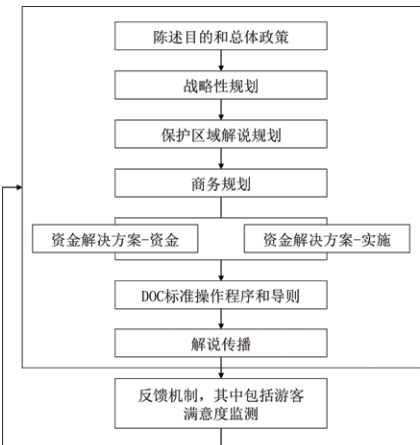 陈述目的和总体政策
战略性规划
保护区域解说规划
商务规划
资金解决方案-资金
资金解决方案-实施
DOC标准操作程序和导则
解说传播
反馈机制，其中包括游客
满意度监测